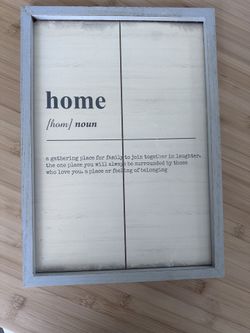 home
[hom] noun
a gathering place for family to join together in laughter.
the one place you will always be surrounded by those
who love you. a place or feeling of belonging